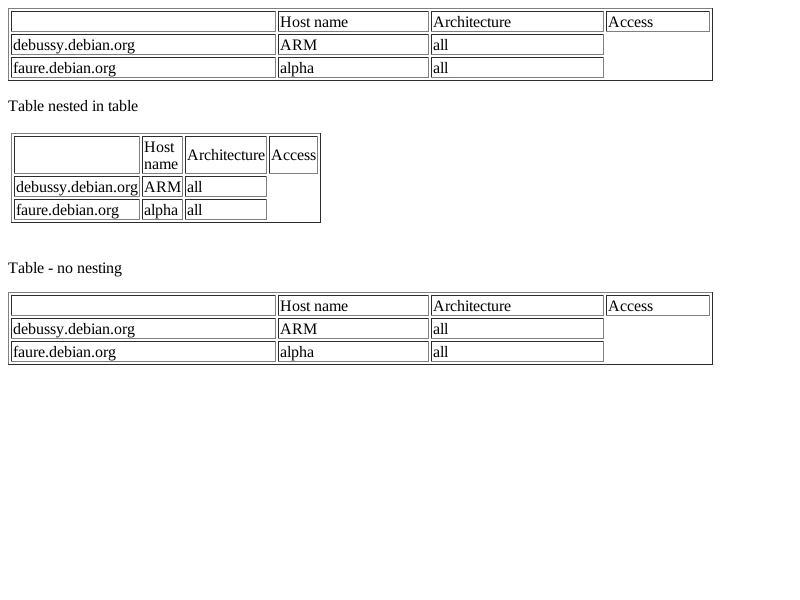 Host name Architecture Access
debussy.debian.org ARM all
faure.debian.org alpha all
Table nested in table
Host name Architecture Access
debussy.debian.org ARM all
faure.debian.org alpha all
Table - no nesting
Host name Architecture Access
debussy.debian.org ARM all
faure.debian.org alpha all